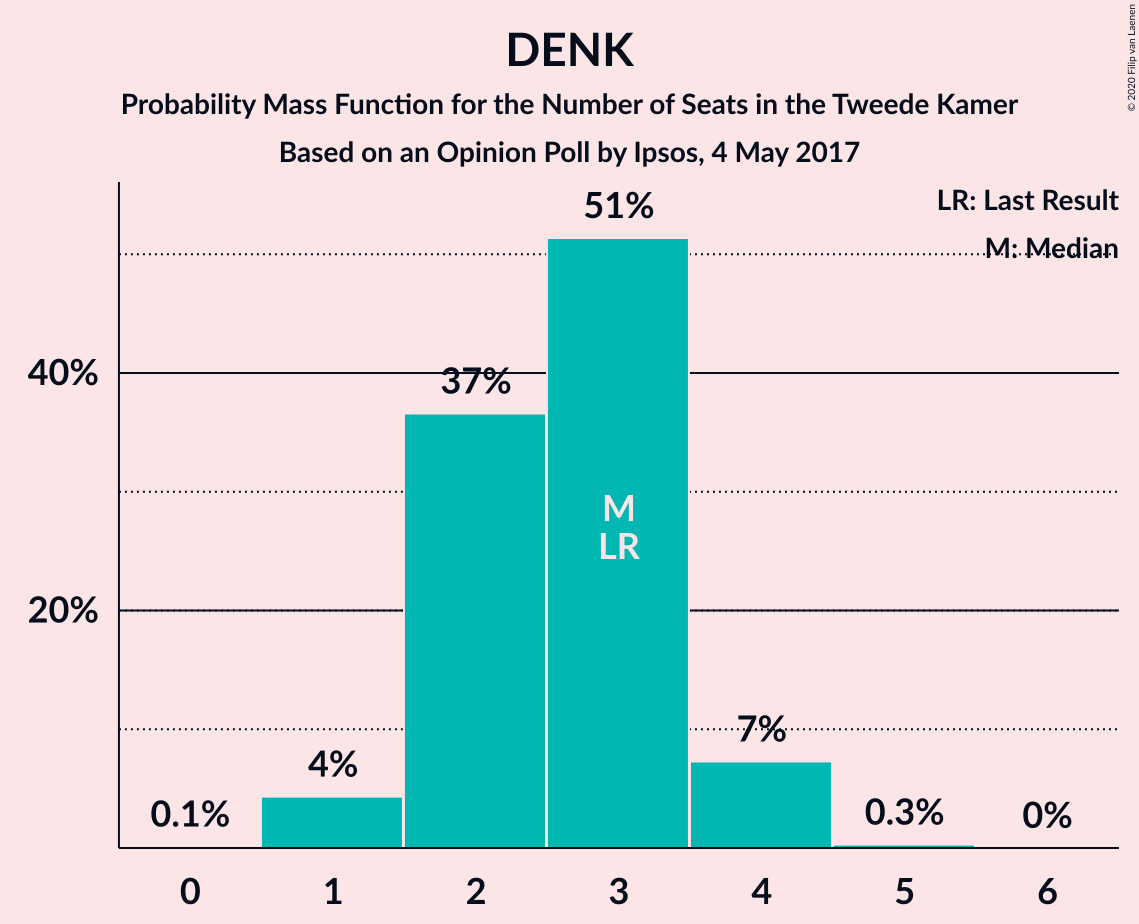 DENK
Probability Mass Function for the Number of Seats in the Tweede Kamer
Based on an Opinion Poll by Ipsos, 4 May 2017
© 2020 Filip van Laenen
LR: Last Result
M: Median
51%
40%
37%
M
LR
20%
7%
4%
0.1%
0.3%
0%
0 1 2 3 4 5 6